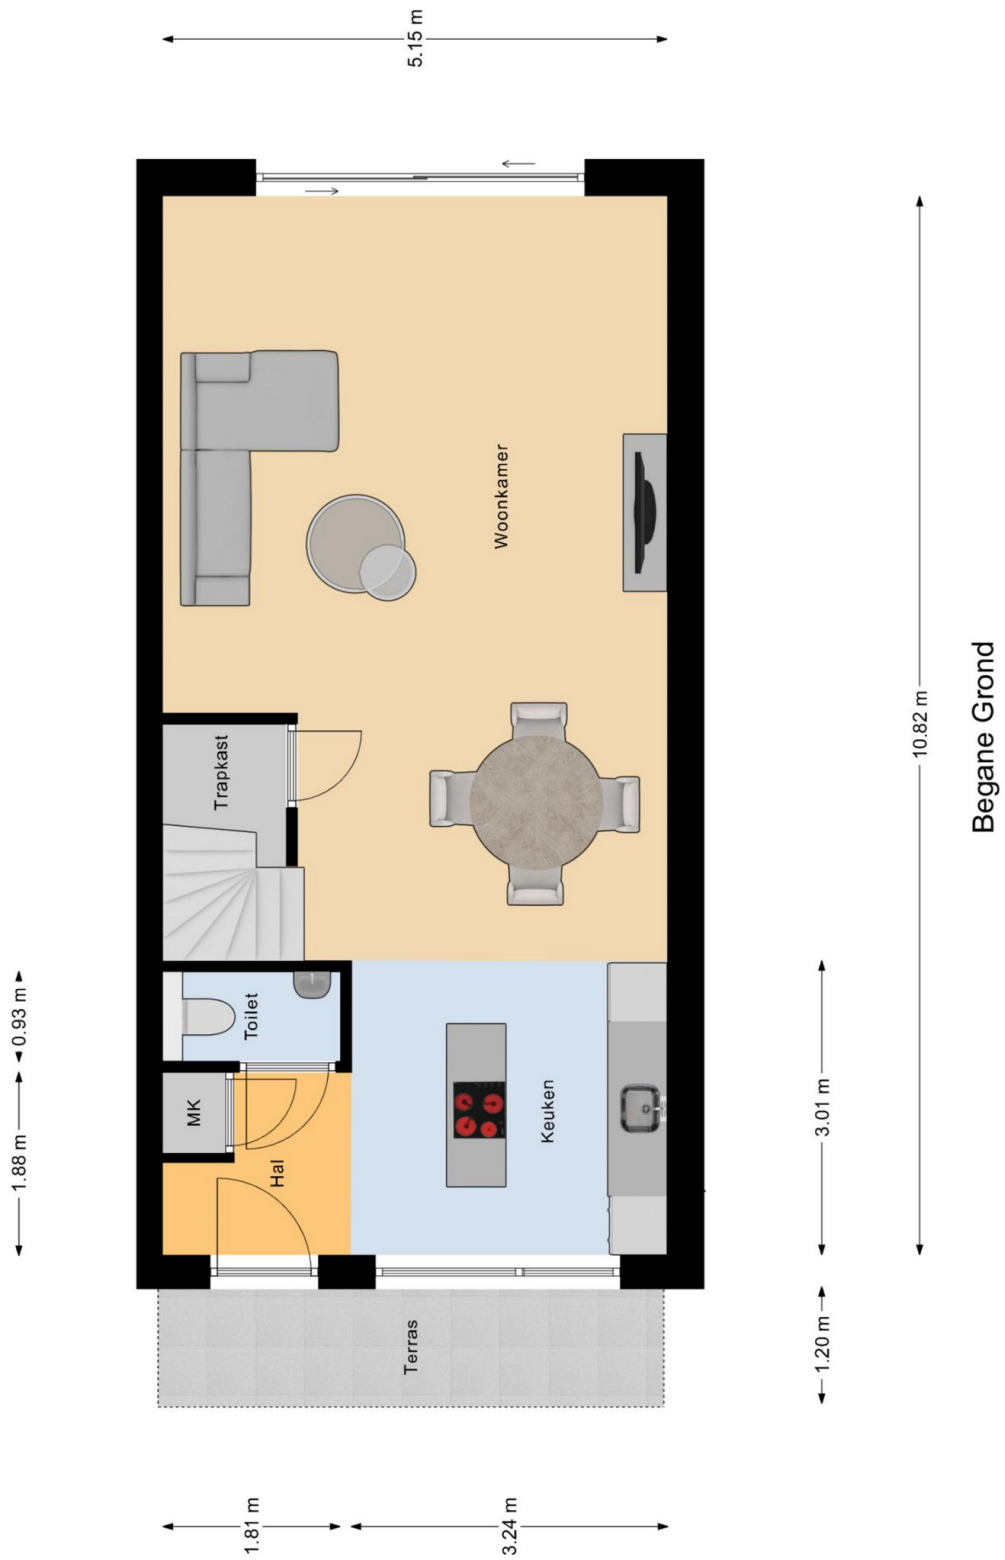 5.15 m
Woonkamer
Trapkast
10.82 m
Begane Grond
0.93 m
Toilet
MK
1.88 m
Hal
Keuken
3.01 m
Terras
1.20 m
1.81 m
3.24 m